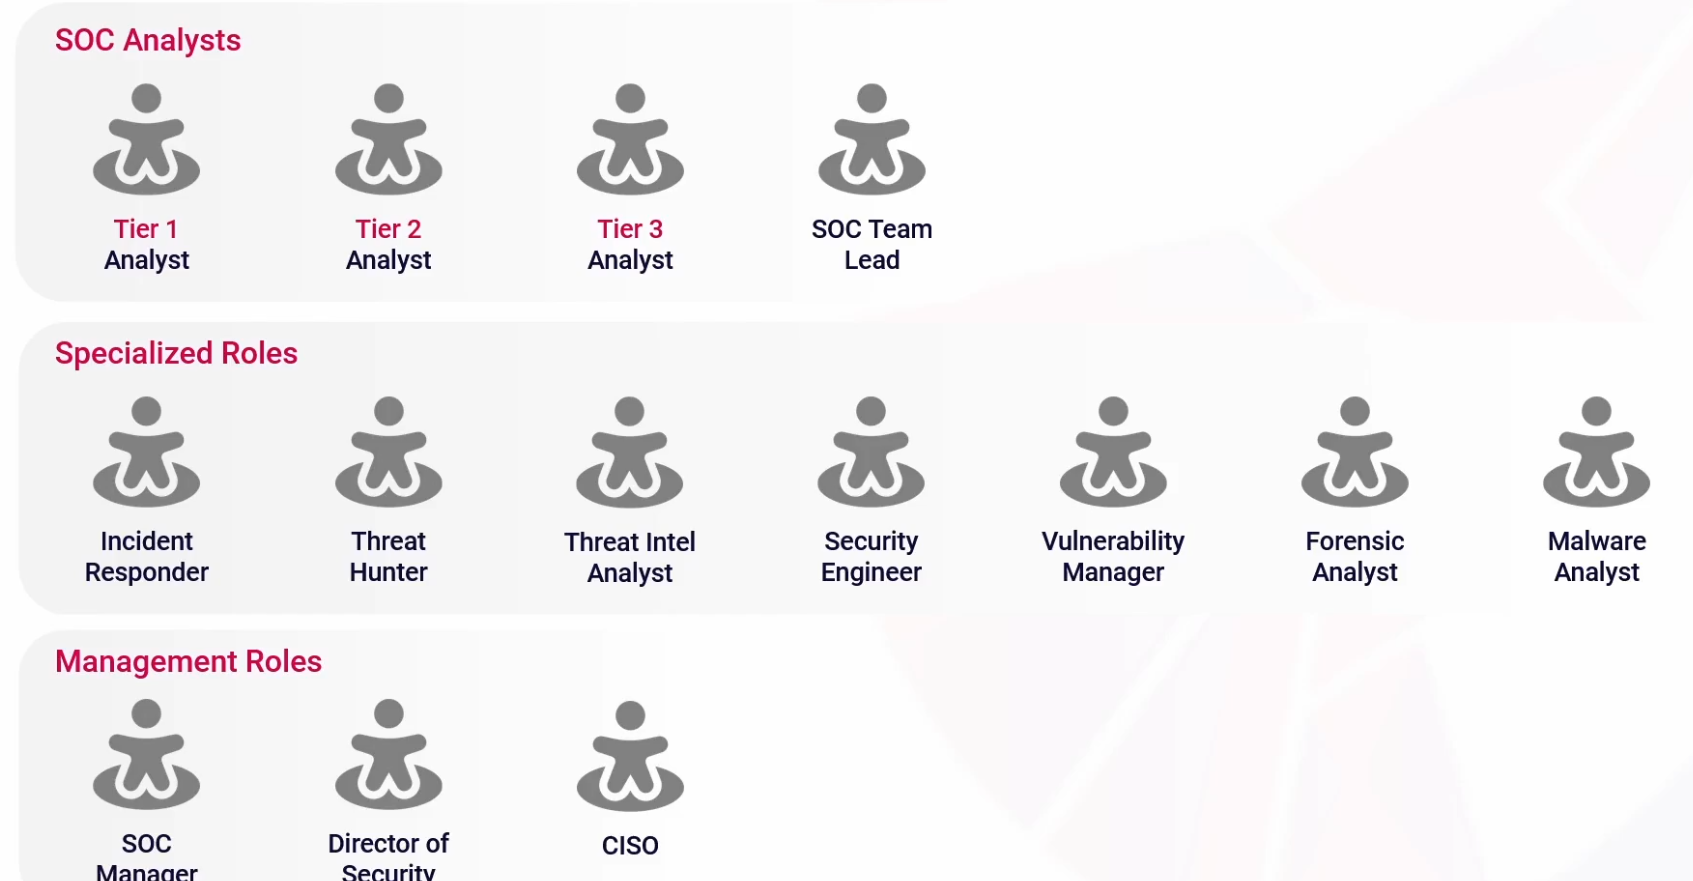 SOC Analysts
Tier 1
Analyst
Tier 2
Analyst
Tier 3
Analyst
SOC Team
Lead
Specialized Roles
Incident
Responder
Threat
Hunter
Threat Intel
Analyst
Security
Engineer
Vulnerability
Manager
Forensic
Analyst
Malware
Analyst
Management Roles
SOC
Manager
Director of
Security
CISO